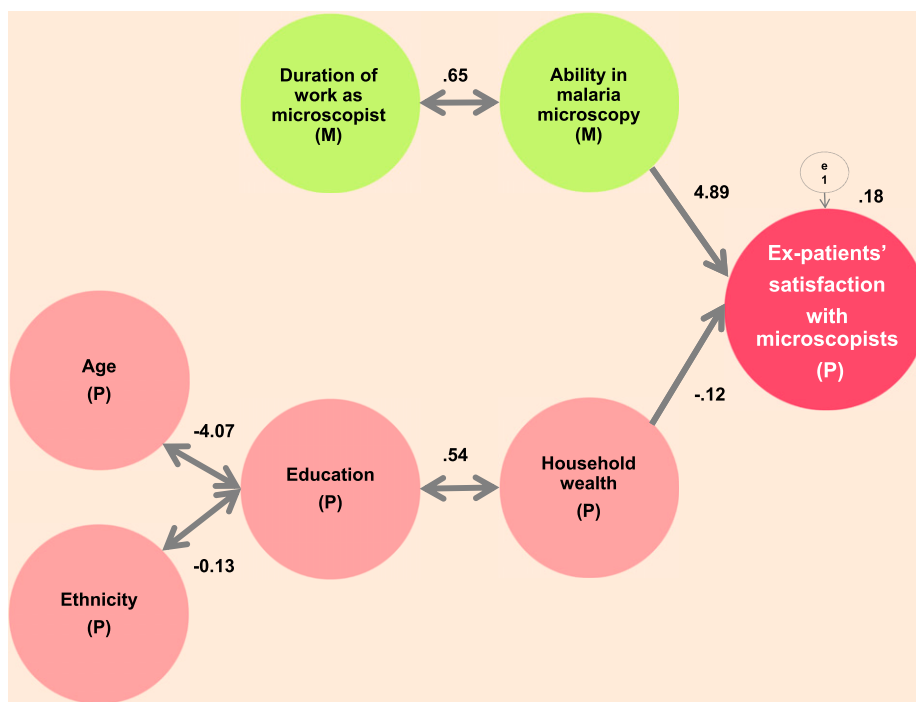 Duration of
work as
microscopist
(M)
.65
Ability in
malaria
microscopy
(M)
4.89
e
1
.18
Ex-patients’
satisfaction
with
microscopists
(P)
Age
(P)
-4.07
Education
(P)
.54
Household
wealth
(P)
-.12
Ethnicity
(P)
-0.13